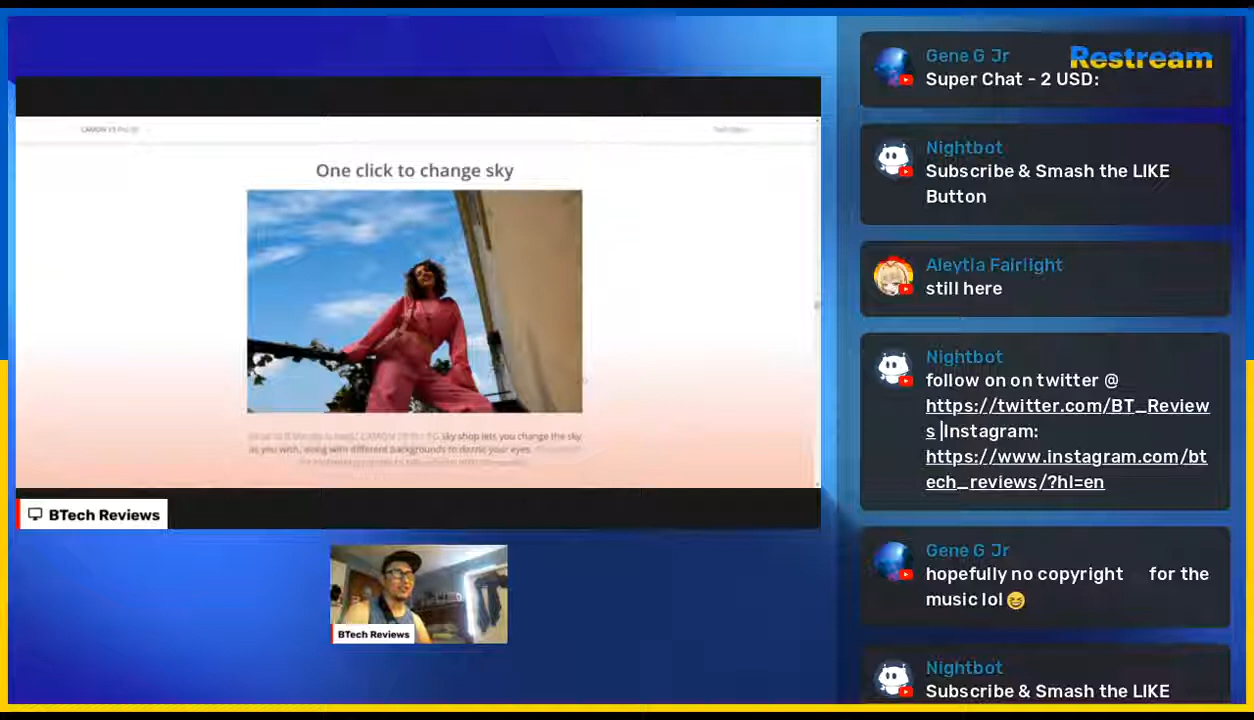 One click to change sky
sky shop lets you change the sky
as you wish, along with different backgrounds to dazzle your eyes.
BTech Reviews
BTech Reviews
Restream
Gene G Jr
Super Chat - 2 USD:
Nightbot
Subscribe & Smash the LIKE
Button
Aleytia Fairlight
still here
Nightbot
follow on on twitter @
https://twitter.com/BT_Review
s |Instagram:
https://www.instagram.com/bt
ech_reviews/?hl=en
Gene G Jr
hopefully no copyright for the
music lol
Nightbot
Subscribe & Smash the LIKE